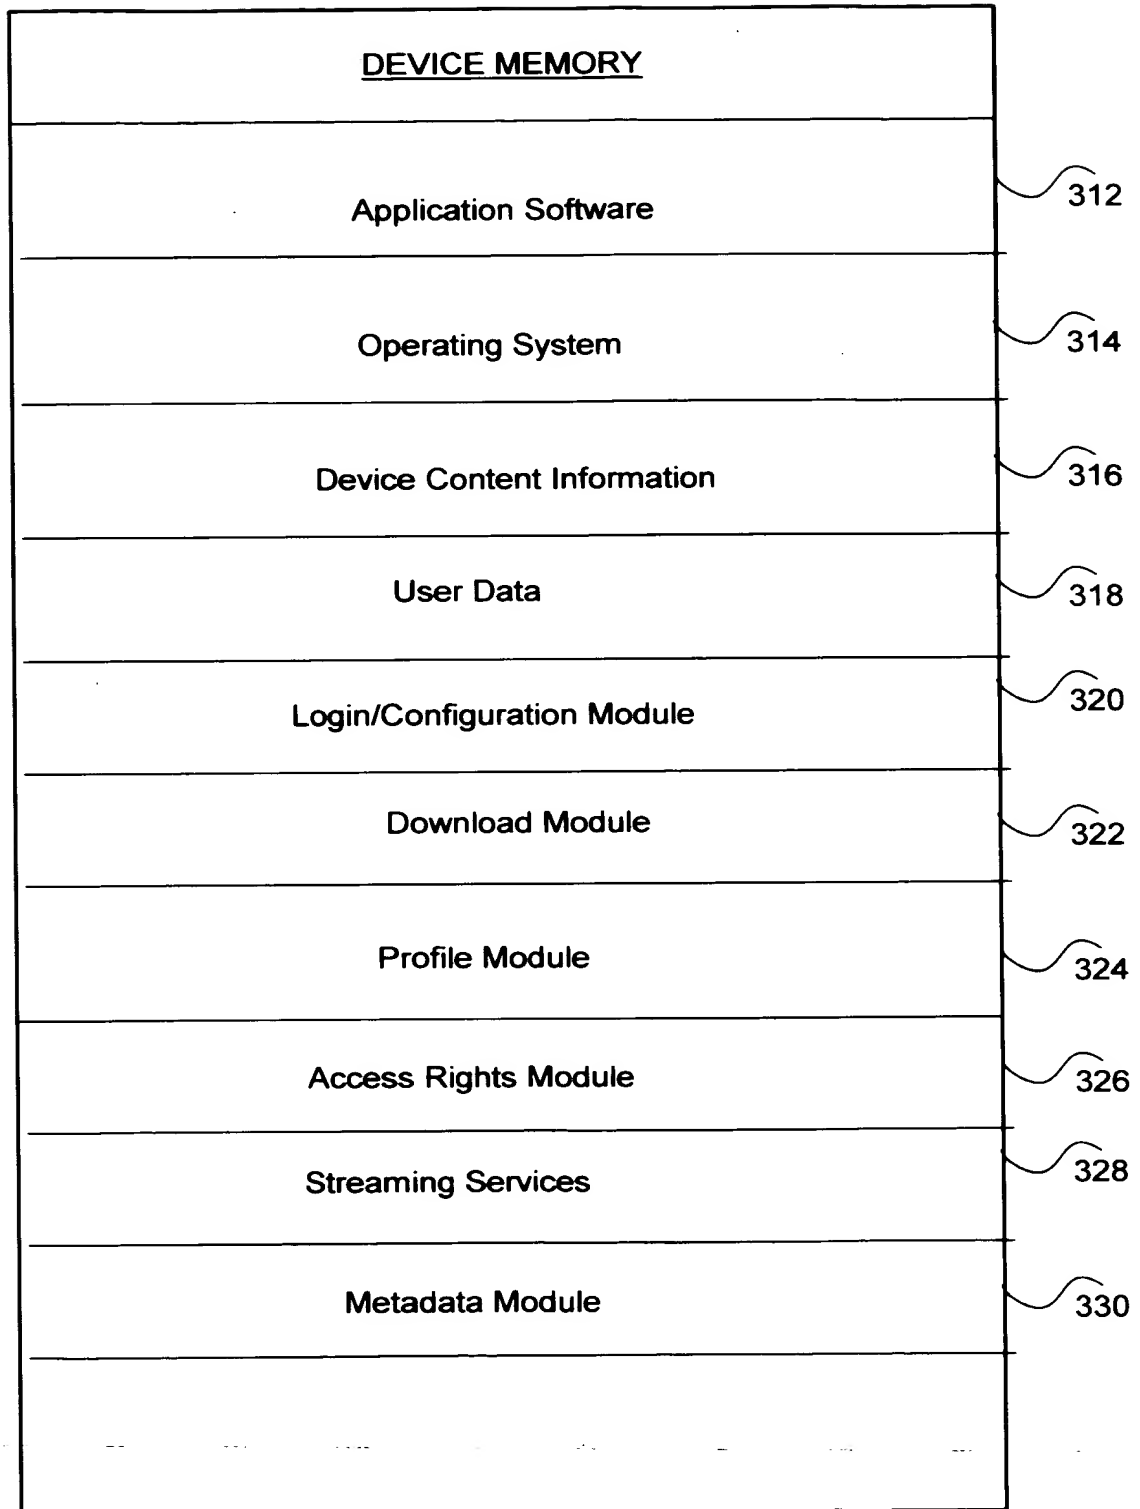 DEVICE MEMORY
Application Software
312
Operating System
314
Device Content Information
316
User Data
318
Login/Configuration Module
320
Download Module
322
Profile Module
324
Access Rights Module
326
Streaming Services
328
Metadata Module
330